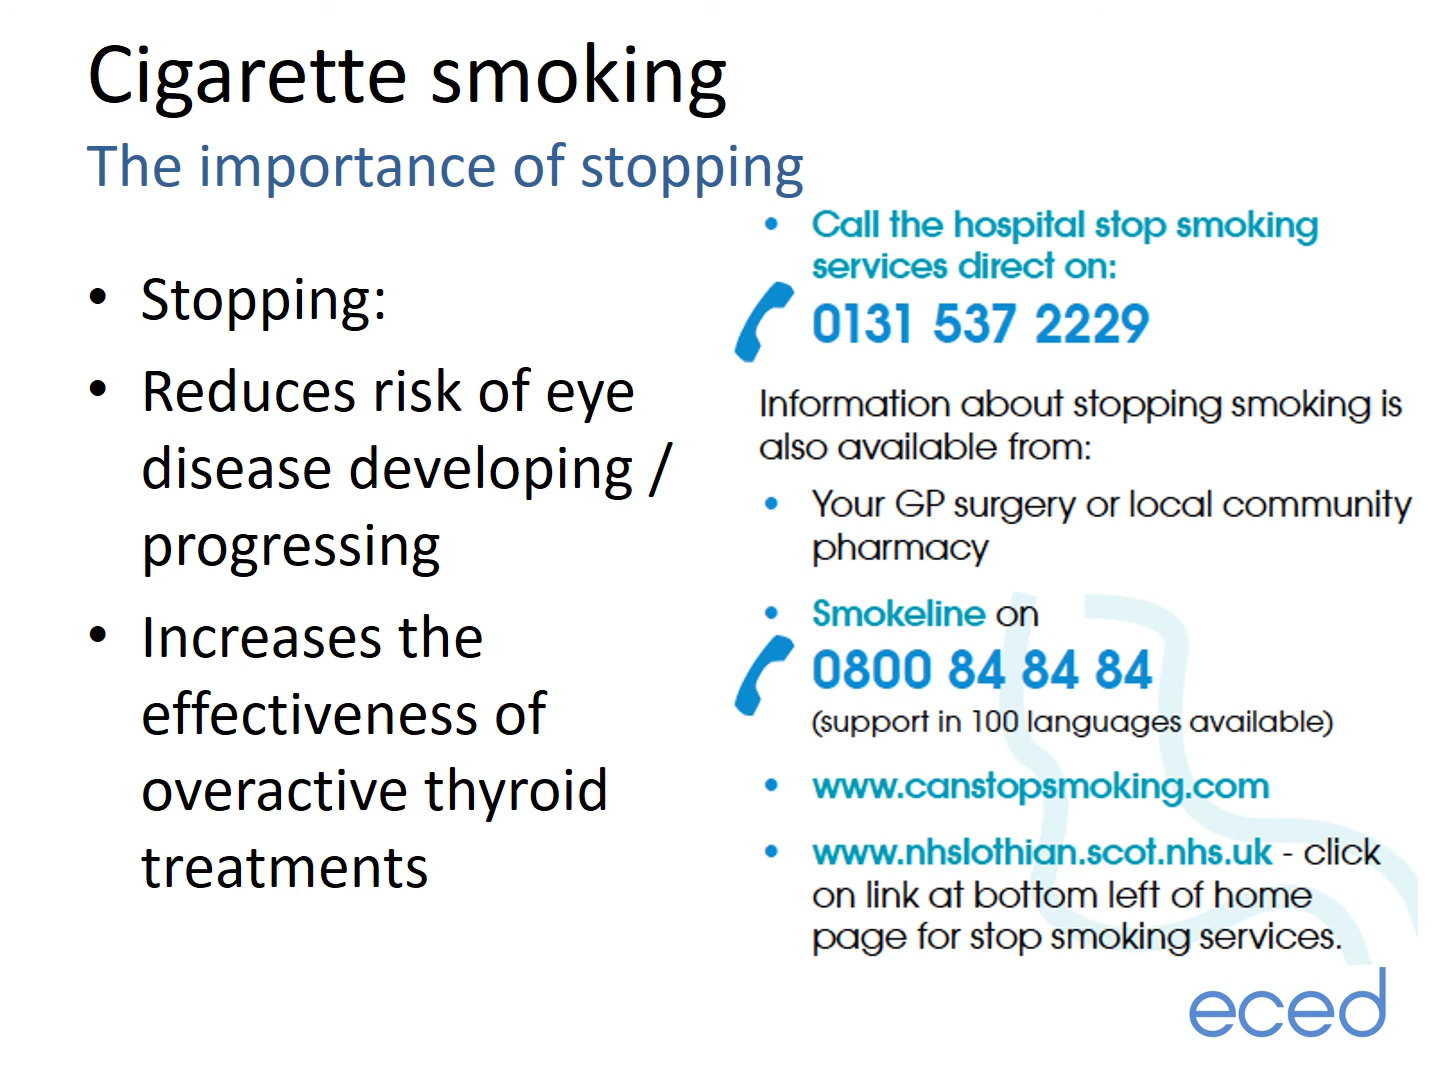 Cigarette smoking
The importance of stopping
• Stopping:
• Reduces risk of eye
disease developing /
progressing
• Increases the
effectiveness of
overactive thyroid
treatments
• Call the hospital stop smoking
services direct on:
0131 537 2229
Information about stopping smoking is
also available from:
• Your GP surgery or local community
pharmacy
• Smokeline on
0800 84 84 84
(support in 100 languages available)
• www.canstopsmoking.com
• www.nhslothian.scot.nhs.uk - click
on link at bottom left of home
page for stop smoking services.
eced